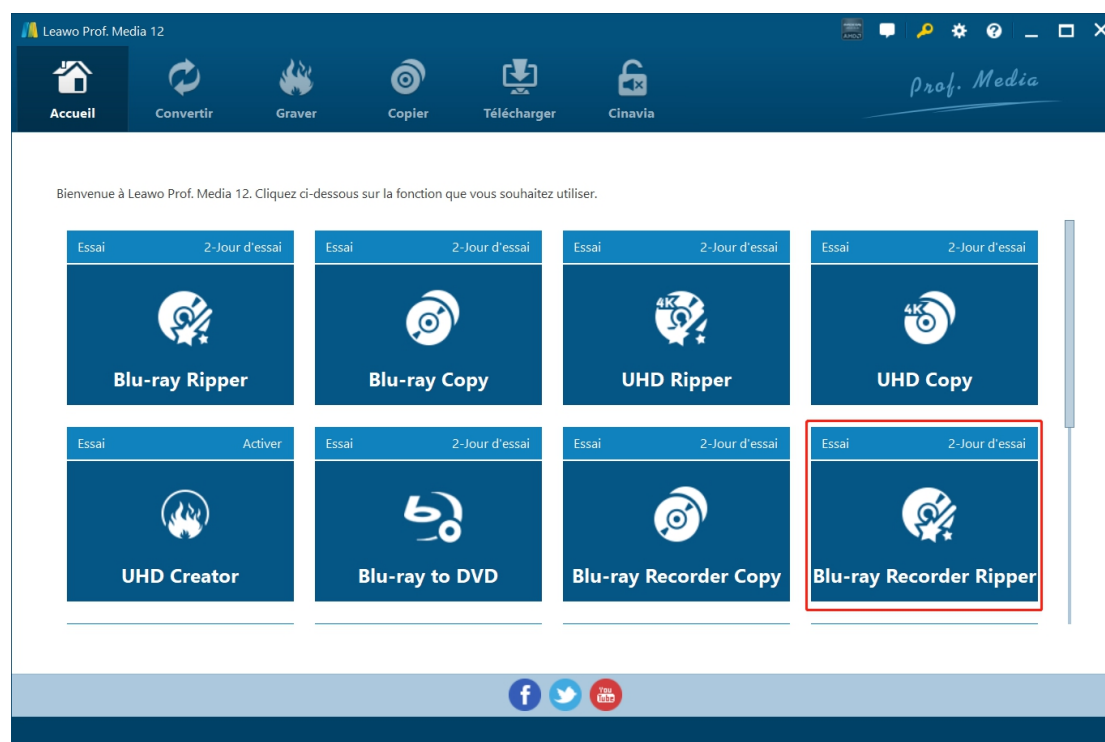 Leawo Prof. Media 12
Accueil
Convertir
Graver
Copier
Télécharger
Cinavia
Prof. Media
Bienvenue à Leawo Prof. Media 12. Cliquez ci-dessous sur la fonction que vous souhaitez utiliser.
Essai 2-Jour d'essai
Blu-ray Ripper
Essai 2-Jour d'essai
Blu-ray Copy
Essai 2-Jour d'essai
4K
UHD Ripper
Essai 2-Jour d'essai
4K
UHD Copy
Essai Activer
UHD Creator
Essai 2-Jour d'essai
Blu-ray to DVD
Essai 2-Jour d'essai
Blu-ray Recorder Copy
Essai 2-Jour d'essai
Blu-ray Recorder Ripper
You
Tube